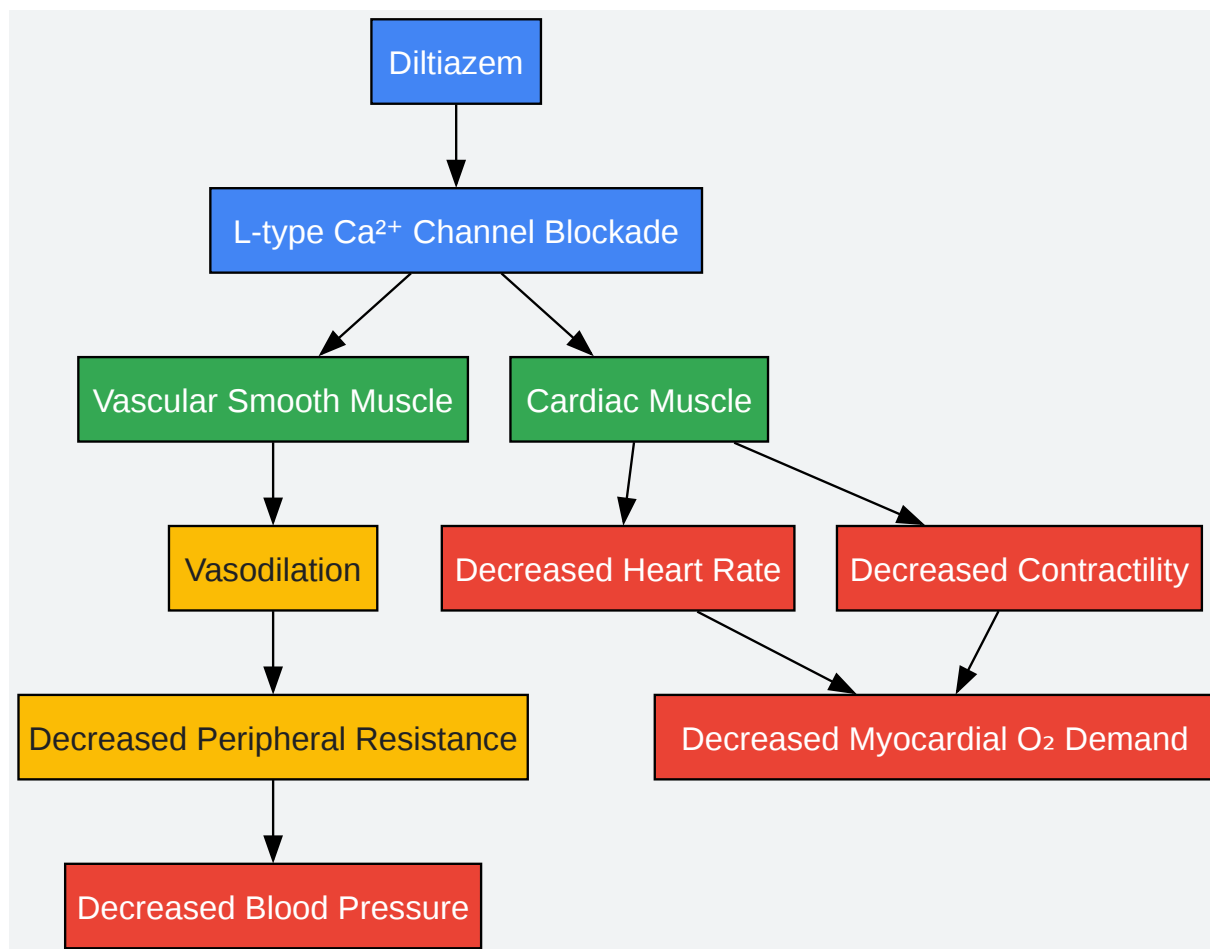 Diltiazem
L-type Ca²⁺ Channel Blockade
Vascular Smooth Muscle
Cardiac Muscle
Vasodilation
Decreased Heart Rate
Decreased Contractility
Decreased Peripheral Resistance
Decreased Myocardial O₂ Demand
Decreased Blood Pressure